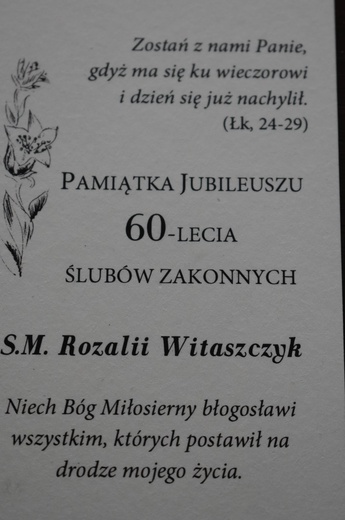 Zostań z nami Panie,
gdyż ma się ku wieczorowi
i dzień się już nachylił.
(Łk, 24-29)
PAMIĄTKA JUBILEUSZU
60-LECIA
ŚLUBÓW ZAKONNYCH
S.M. Rozalii Witaszczyk
Niech Bóg Miłosierny błogosławi
wszystkim, których postawił na
drodze mojego życia.